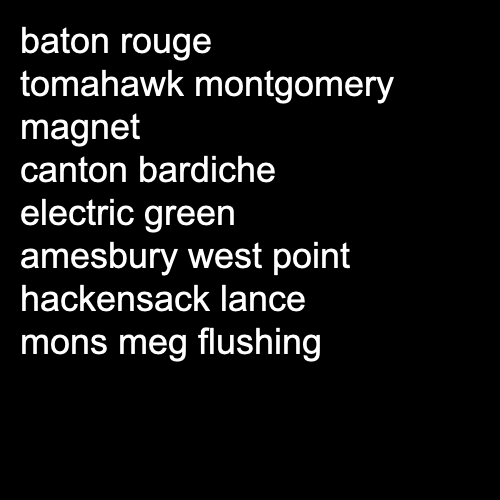 baton rouge
tomahawk montgomery
magnet
canton bardiche
electric green
amesbury west point
hackensack lance
mons meg flushing